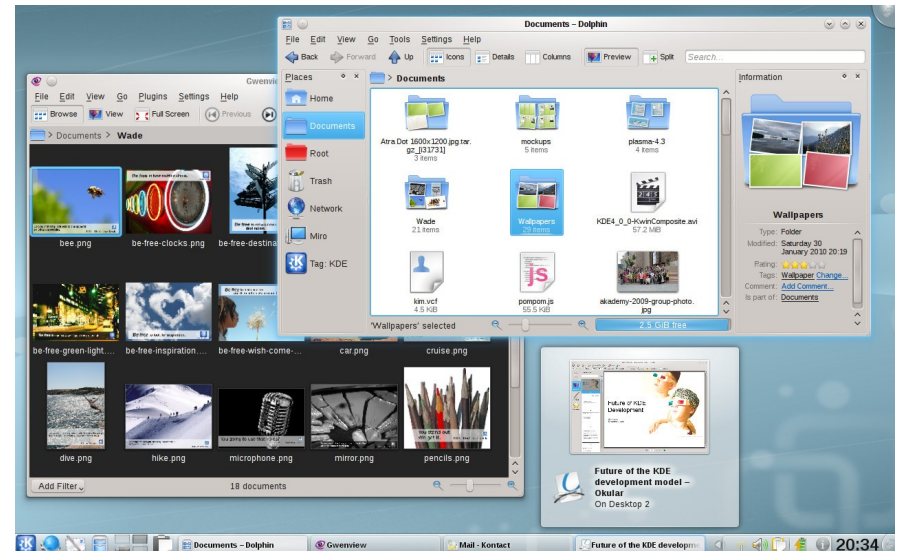 Documents – Dolphin
File Edit View Go Tools Settings Help
Back Forward Up Icons Details Columns Preview Split Search...
Places
Home
Documents
Root
Trash
Network
Miro
Tag: KDE
> Documents
Atra Dot 1600x1200.jpg.tar.
gz_[131731]
3 items
mockups
5 items
plasma-4.3
4 items
Wade
21 items
Wallpapers
29 items
KDE4_0_0-KwinComposite.avi
57.2 MiB
kim.vcf
4.5 KiB
js
pompom.js
55.5 KiB
akademy-2009-group-photo.
jpg
'Wallpapers' selected
2.5 GiB free
Information
Wallpapers
Type: Folder
Modified: Saturday 30
January 2010 20:19
Rating:
Tags: Wallpaper Change...
Comment: Add Comment...
Is part of: Documents
Gwenview
File Edit View Go Plugins Settings Help
Browse View Full Screen Previous
> Documents > Wade
bee.png
be-free-clocks.png
be-free-destina
be-free-green-light....
be-free-inspiration....
be-free-wish-come-...
car.png
cruise.png
dive.png
hike.png
microphone.png
mirror.png
pencils.png
Add Filter
18 documents
Future of KDE
Development
Future of the KDE
development model –
Okular
On Desktop 2
Documents – Dolphin
Gwenview
Mail - Kontact
Future of the KDE developm
20:34